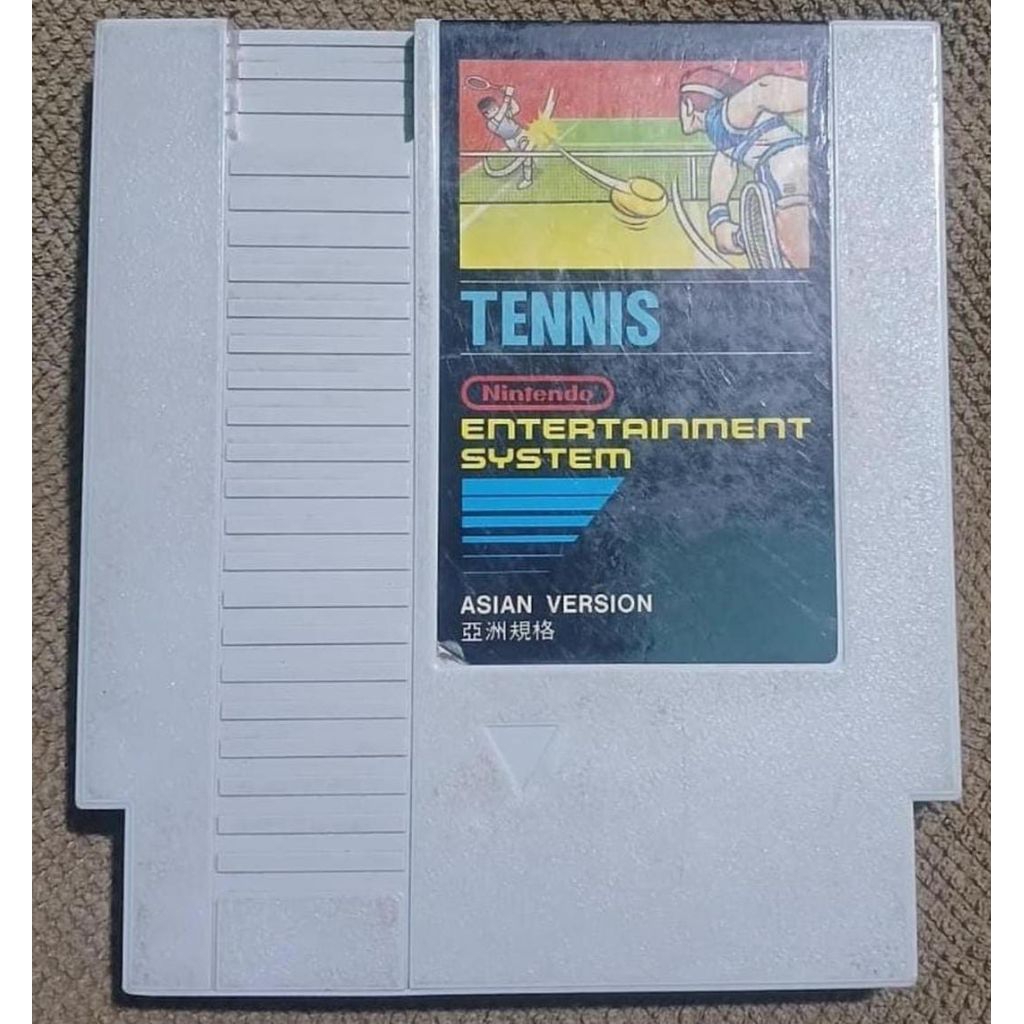 TENNIS
Nintendo
ENTERTAINMENT
SYSTEM
ASIAN VERSION
亞洲規格